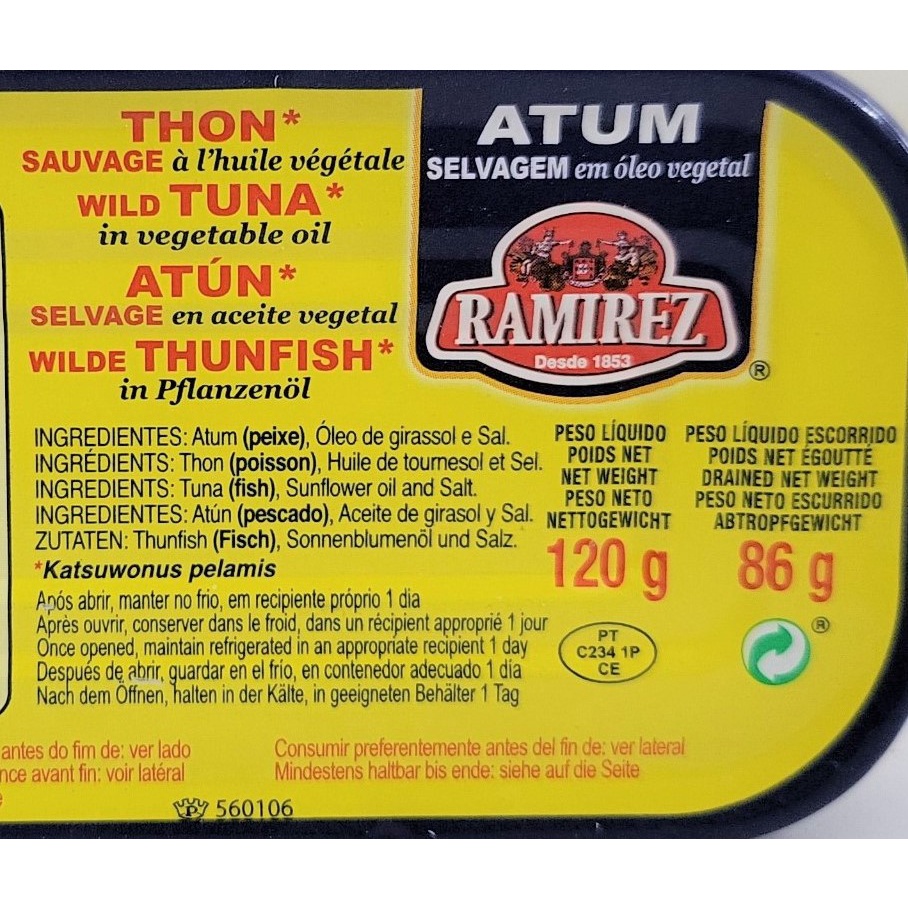 THON*
SAUVAGE à l'huile végétale
WILD TUNA*
in vegetable oil
ATÚN*
SELVAGE en aceite vegetal
WILDE THUNFISH*
in Pflanzenöl
ATUM
SELVAGEM em óleo vegetal
RAMIREZ
Desde 1853
®
INGREDIENTES: Atum (peixe), Óleo de girassol e Sal.
INGRÉDIENTS: Thon (poisson), Huile de tournesol et Sel.
INGREDIENTS: Tuna (fish), Sunflower oil and Salt.
INGREDIENTES: Atún (pescado), Aceite de girasol y Sal.
ZUTATEN: Thunfish (Fisch), Sonnenblumenöl und Salz.
*Katsuwonus pelamis
PESO LÍQUIDO
POIDS NET
NET WEIGHT
PESO NETO
NETTOGEWICHT
120 g
PESO LÍQUIDO ESCORRIDO
POIDS NET ÉGOUTTÉ
DRAINED NET WEIGHT
PESO NETO ESCURRIDO
ABTROPFGEWICHT
86 g
Após abrir, manter no frio, em recipiente próprio 1 dia
Après ouvrir, conserver dans le froid, dans un récipient approprié 1 jour
Once opened, maintain refrigerated in an appropriate recipient 1 day
Después de abrir, guardar en el frío, en contenedor adecuado 1 día
Nach dem Öffnen, halten in der Kälte, in geeigneten Behälter 1 Tag
PT
C234 1P
CE
®
antes do fim de: ver lado
nce avant fin: voir latéral
Consumir preferentemente antes del fin de: ver lateral
Mindestens haltbar bis ende: siehe auf die Seite
P 560106